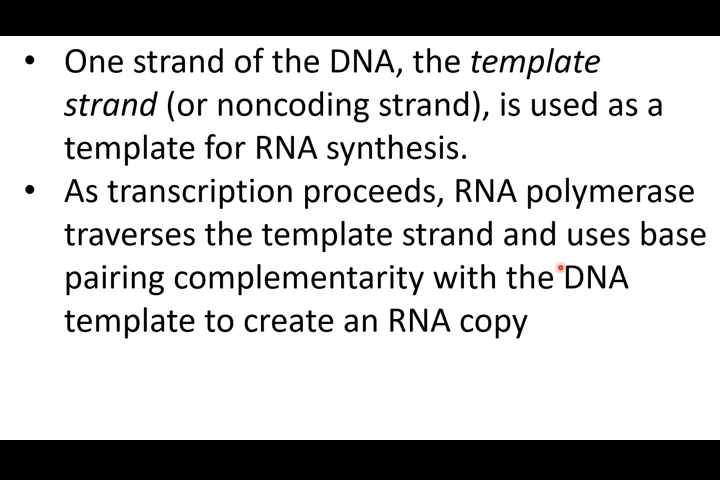 • One strand of the DNA, the template
strand (or noncoding strand), is used as a
template for RNA synthesis.
• As transcription proceeds, RNA polymerase
traverses the template strand and uses base
pairing complementarity with the DNA
template to create an RNA copy